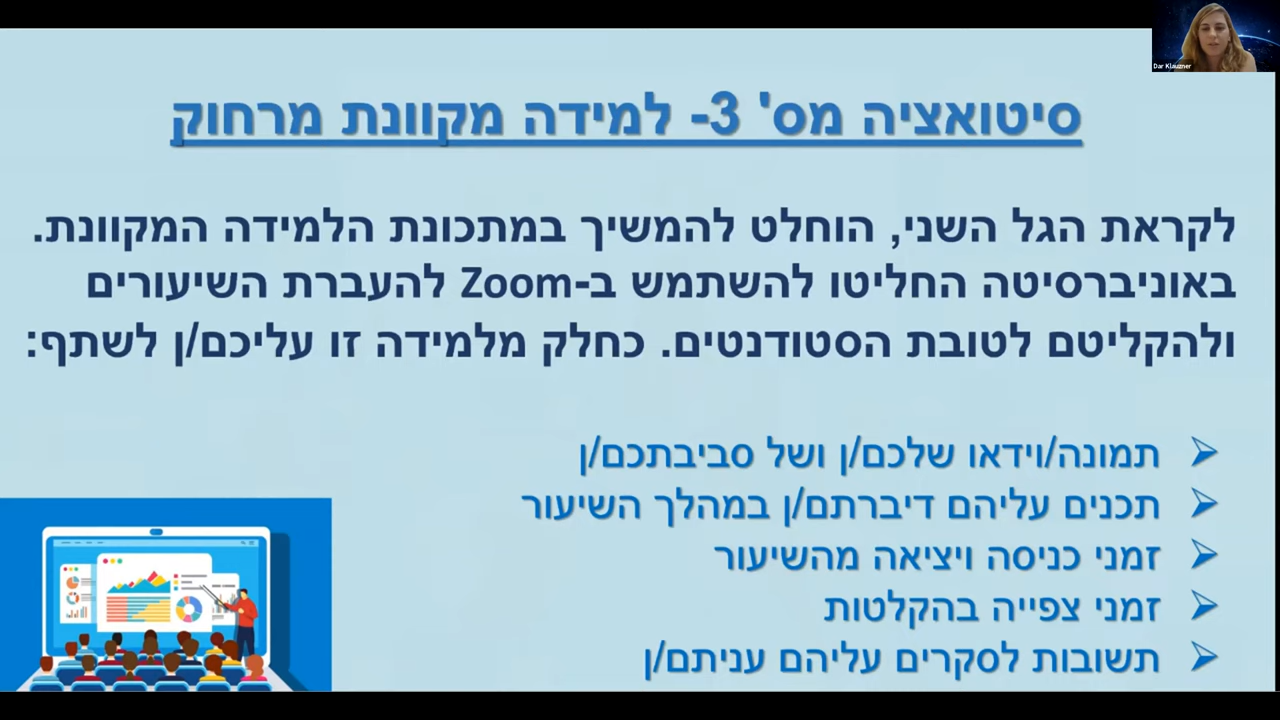 Dar Klauzner
סיטואציה מס' 3- למידה מקוונת מרחוק
לקראת הגל השני, הוחלט להמשיך במתכונת הלמידה המקוונת.
באוניברסיטה החליטו להשתמש ב-Zoom להעברת השיעורים
ולהקליטם לטובת הסטודנטים. כחלק מלמידה זו עליכם/ן לשתף:
תמונה/וידאו שלכם/ן ושל סביבתכם/ן
תכנים עליהם דיברתם/ן במהלך השיעור
זמני כניסה ויציאה מהשיעור
זמני צפייה בהקלטות
תשובות לסקרים עליהם עניתם/ן